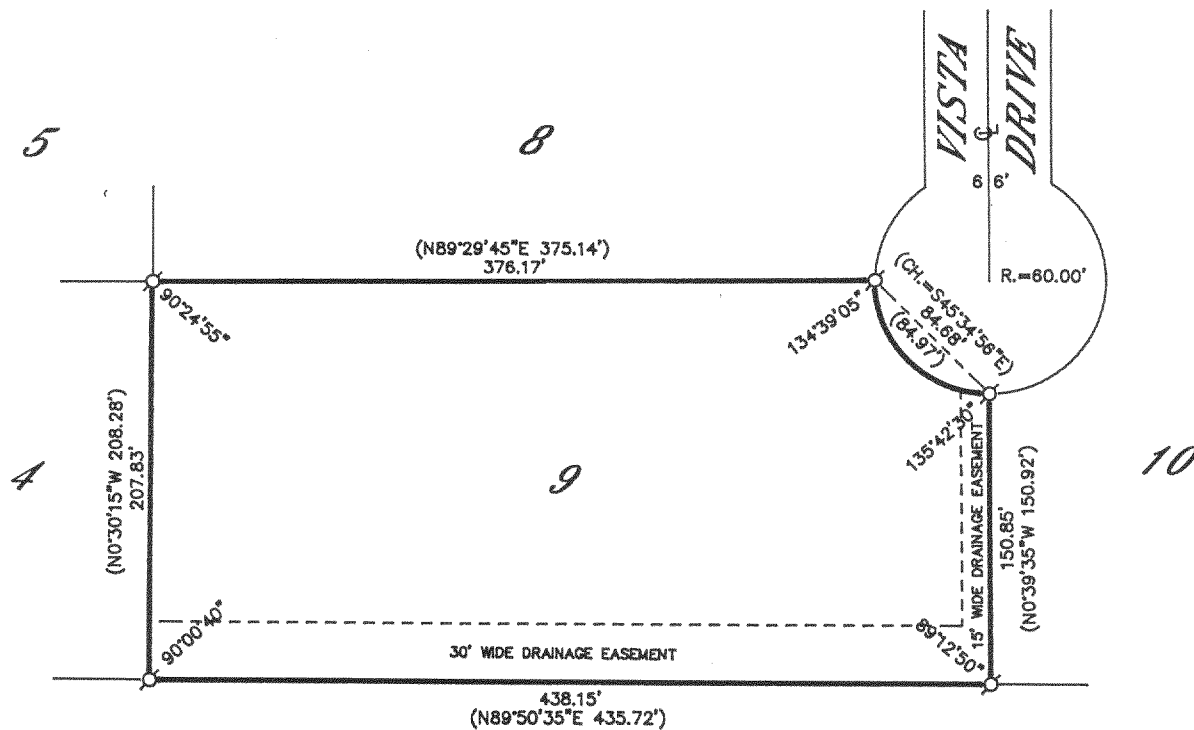 5
8
VISTA
DRIVE
℄
6 6'
(N89°29'45"E 375.14')
376.17'
R.=60.00'
(CH.=S45°34'56"E)
84.68'
(84.97')
90°24'55"
134°39'05"
(N0°30'15"W 208.28')
207.83'
4
9
10
135°42'30"
15' WIDE DRAINAGE EASEMENT
150.85'
(N0°39'35"W 150.92')
90°00'40"
89°12'50"
30' WIDE DRAINAGE EASEMENT
438.15'
(N89°50'35"E 435.72')